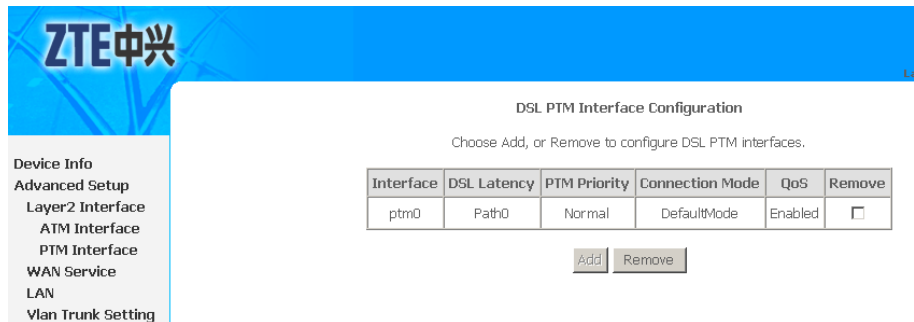 ZTE中兴
DSL PTM Interface Configuration
Choose Add, or Remove to configure DSL PTM interfaces.
Device Info
Advanced Setup
Layer2 Interface
ATM Interface
PTM Interface
WAN Service
LAN
Vlan Trunk Setting
Interface DSL Latency PTM Priority Connection Mode QoS Remove
ptm0 Path0 Normal DefaultMode Enabled
Add Remove